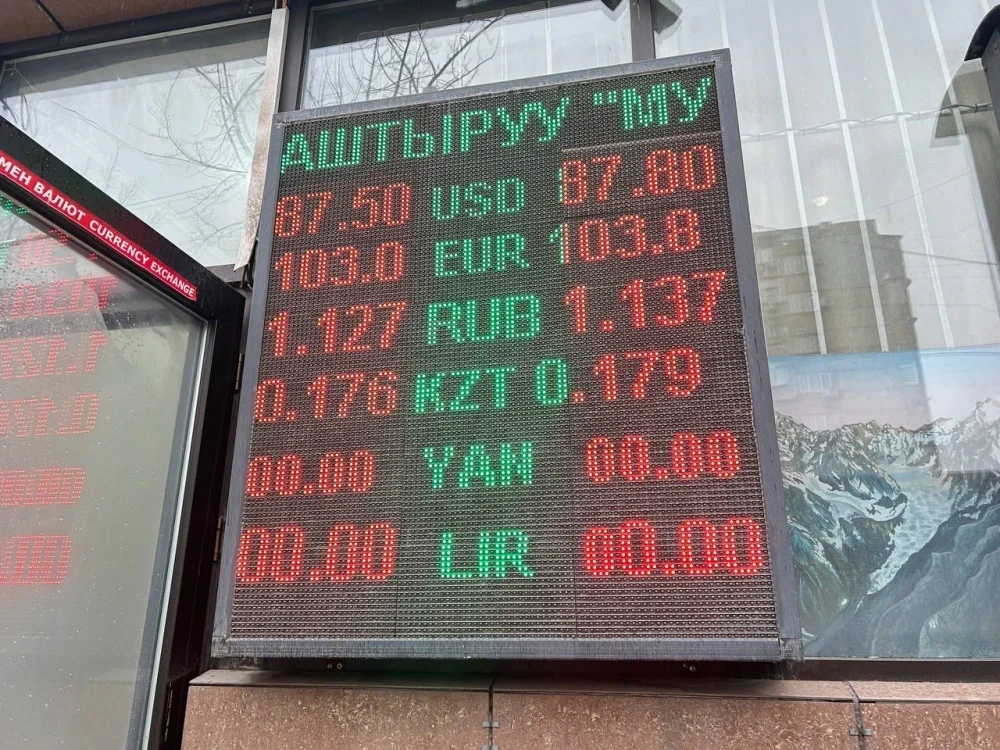 АШТЫРУУ "МУ
87.50 USD 87.80
103.0 EUR 103.8
1.127 RUB 1.137
0.176 KZT 0.179
00.00 YAN 00.00
00.00 LIR 00.00
МЕН ВАЛЮТ CURRENCY EXCHANGE